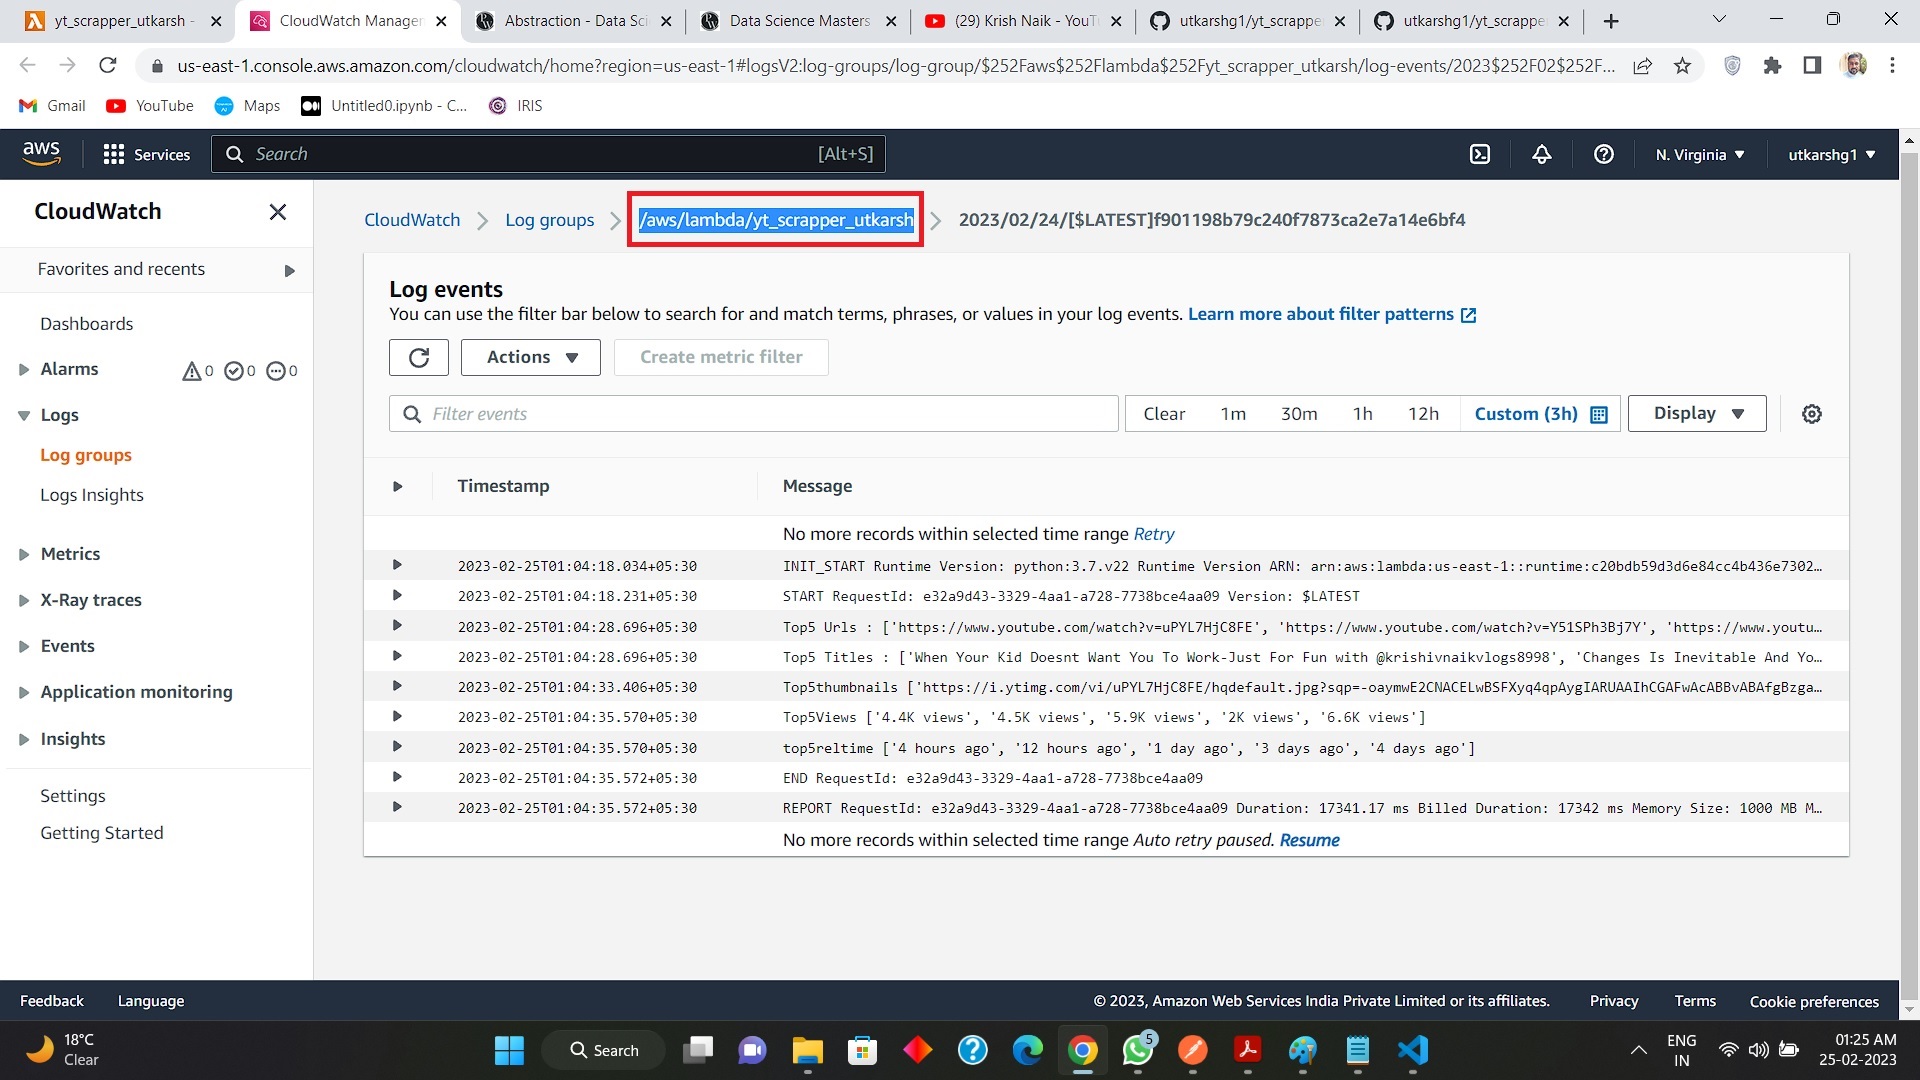 yt_scrapper_utkarsh -
CloudWatch Managem
Abstraction - Data Sci
Data Science Masters
(29) Krish Naik - YouT
utkarshg1/yt_scrapper
utkarshg1/yt_scrapper
us-east-1.console.aws.amazon.com/cloudwatch/home?region=us-east-1#logsV2:log-groups/log-group/$252Faws$252Flambda$252Fyt_scrapper_utkarsh/log-events/2023$252F02$252F...
Gmail
YouTube
Maps
Untitled0.ipynb - C...
IRIS
aws
Services
Search
[Alt+S]
N. Virginia
utkarshg1
CloudWatch
CloudWatch
Log groups
/aws/lambda/yt_scrapper_utkarsh
2023/02/24/[$LATEST]f901198b79c240f7873ca2e7a14e6bf4
Favorites and recents
Dashboards
Alarms
0
0
0
Logs
Log groups
Logs Insights
Metrics
X-Ray traces
Events
Application monitoring
Insights
Settings
Getting Started
Log events
You can use the filter bar below to search for and match terms, phrases, or values in your log events. Learn more about filter patterns
Actions
Create metric filter
Filter events
Clear
1m
30m
1h
12h
Custom (3h)
Display
Timestamp
Message
No more records within selected time range Retry
2023-02-25T01:04:18.034+05:30 INIT_START Runtime Version: python:3.7.v22 Runtime Version ARN: arn:aws:lambda:us-east-1::runtime:c20bdb59d3d6e84cc4b436e7302…
2023-02-25T01:04:18.231+05:30 START RequestId: e32a9d43-3329-4aa1-a728-7738bce4aa09 Version: $LATEST
2023-02-25T01:04:28.696+05:30 Top5 Urls : ['https://www.youtube.com/watch?v=uPYL7HjC8FE', 'https://www.youtube.com/watch?v=Y51SPh3Bj7Y', 'https://www.youtu…
2023-02-25T01:04:28.696+05:30 Top5 Titles : ['When Your Kid Doesnt Want You To Work-Just For Fun with @krishivnaikvlogs8998', 'Changes Is Inevitable And Yo…
2023-02-25T01:04:33.406+05:30 Top5thumbnails ['https://i.ytimg.com/vi/uPYL7HjC8FE/hqdefault.jpg?sqp=-oaymwE2CNACELwBSFXyq4qpAygIARUAAIhCGAFwAcABBvABAfgBzga…
2023-02-25T01:04:35.570+05:30 Top5Views ['4.4K views', '4.5K views', '5.9K views', '2K views', '6.6K views']
2023-02-25T01:04:35.570+05:30 top5reltime ['4 hours ago', '12 hours ago', '1 day ago', '3 days ago', '4 days ago']
2023-02-25T01:04:35.572+05:30 END RequestId: e32a9d43-3329-4aa1-a728-7738bce4aa09
2023-02-25T01:04:35.572+05:30 REPORT RequestId: e32a9d43-3329-4aa1-a728-7738bce4aa09 Duration: 17341.17 ms Billed Duration: 17342 ms Memory Size: 1000 MB M…
No more records within selected time range Auto retry paused. Resume
Feedback
Language
© 2023, Amazon Web Services India Private Limited or its affiliates.
Privacy
Terms
Cookie preferences
18°C
Clear
Search
5
ENG
IN
01:25 AM
25-02-2023